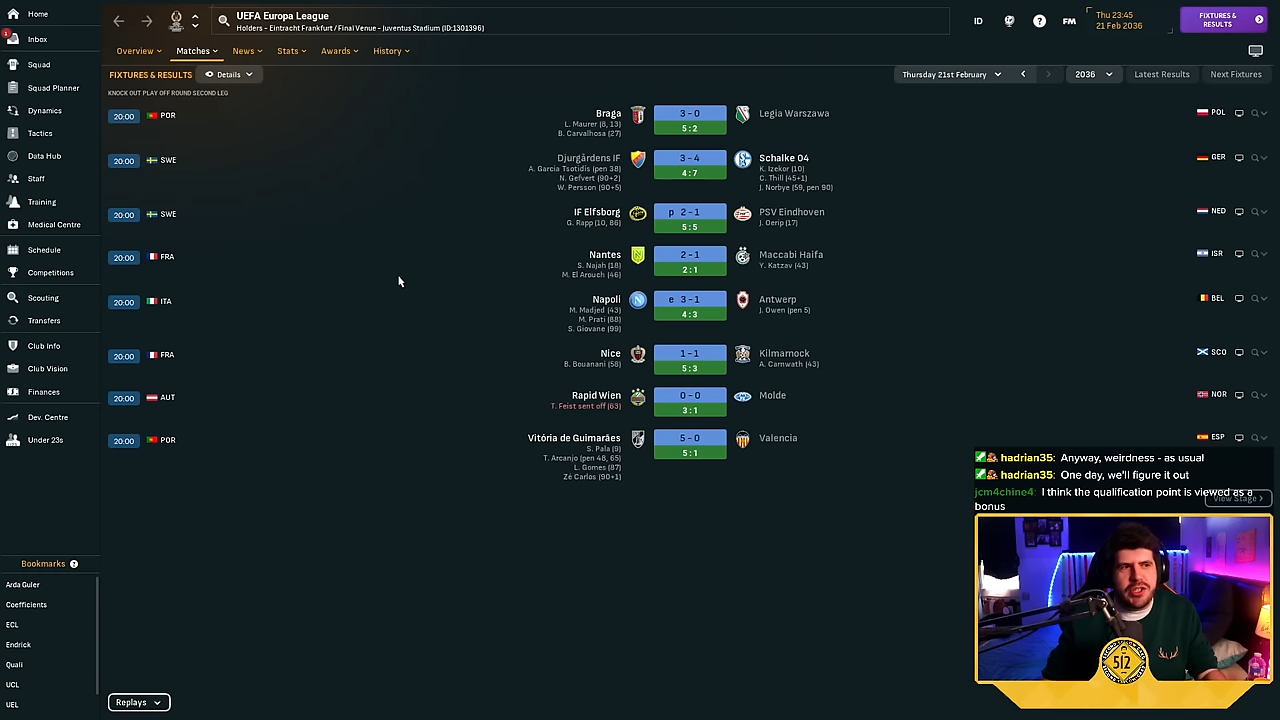 Home
UEFA Europa League
Holders - Eintracht Frankfurt / Final Venue - Juventus Stadium (ID:1301396)
ID
FM
Thu 23:45
21 Feb 2036
FIXTURES & RESULTS
1
Inbox
Overview
Matches
News
Stats
Awards
History
Squad
Squad Planner
Dynamics
Tactics
Data Hub
Staff
Training
Medical Centre
Schedule
Competitions
Scouting
Transfers
Club Info
Club Vision
Finances
Dev. Centre
Under 23s
Bookmarks
Arda Guler
Coefficients
ECL
Endrick
Quali
UCL
UEL
FIXTURES & RESULTS
Details
Thursday 21st February
2036
Latest Results
Next Fixtures
KNOCK OUT PLAY OFF ROUND SECOND LEG
20:00 POR Braga 3 - 0 Legia Warszawa POL
L. Maurer (8, 13)
B. Carvalhosa (27)
5 : 2
20:00 SWE Djurgårdens IF 3 - 4 Schalke 04 GER
A. Garcia Tsotidis (pen 38)
N. Gefvert (90+2)
W. Persson (90+5)
4 : 7
K. Izekor (10)
C. Thill (45+1)
J. Norbye (59, pen 90)
20:00 SWE IF Elfsborg p 2 - 1 PSV Eindhoven NED
G. Rapp (10, 86)
5 : 5
J. Oerip (17)
20:00 FRA Nantes 2 - 1 Maccabi Haifa ISR
S. Najah (18)
M. El Arouch (46)
2 : 1
Y. Katzav (43)
20:00 ITA Napoli e 3 - 1 Antwerp BEL
M. Madjed (43)
M. Prati (88)
S. Giovane (99)
4 : 3
J. Owen (pen 5)
20:00 FRA Nice 1 - 1 Kilmarnock SCO
B. Bouanani (58)
5 : 3
A. Carnwath (43)
20:00 AUT Rapid Wien 0 - 0 Molde NOR
T. Feist sent off (63)
3 : 1
20:00 POR Vitória de Guimarães 5 - 0 Valencia ESP
S. Pala (9)
T. Arcanjo (pen 48, 65)
L. Gomes (87)
Zé Carlos (90+1)
5 : 1
hadrian35: Anyway, weirdness - as usual
hadrian35: One day, we'll figure it out
jcm4chine4: I think the qualification point is viewed as a
bonus
View Stage
512
Replays